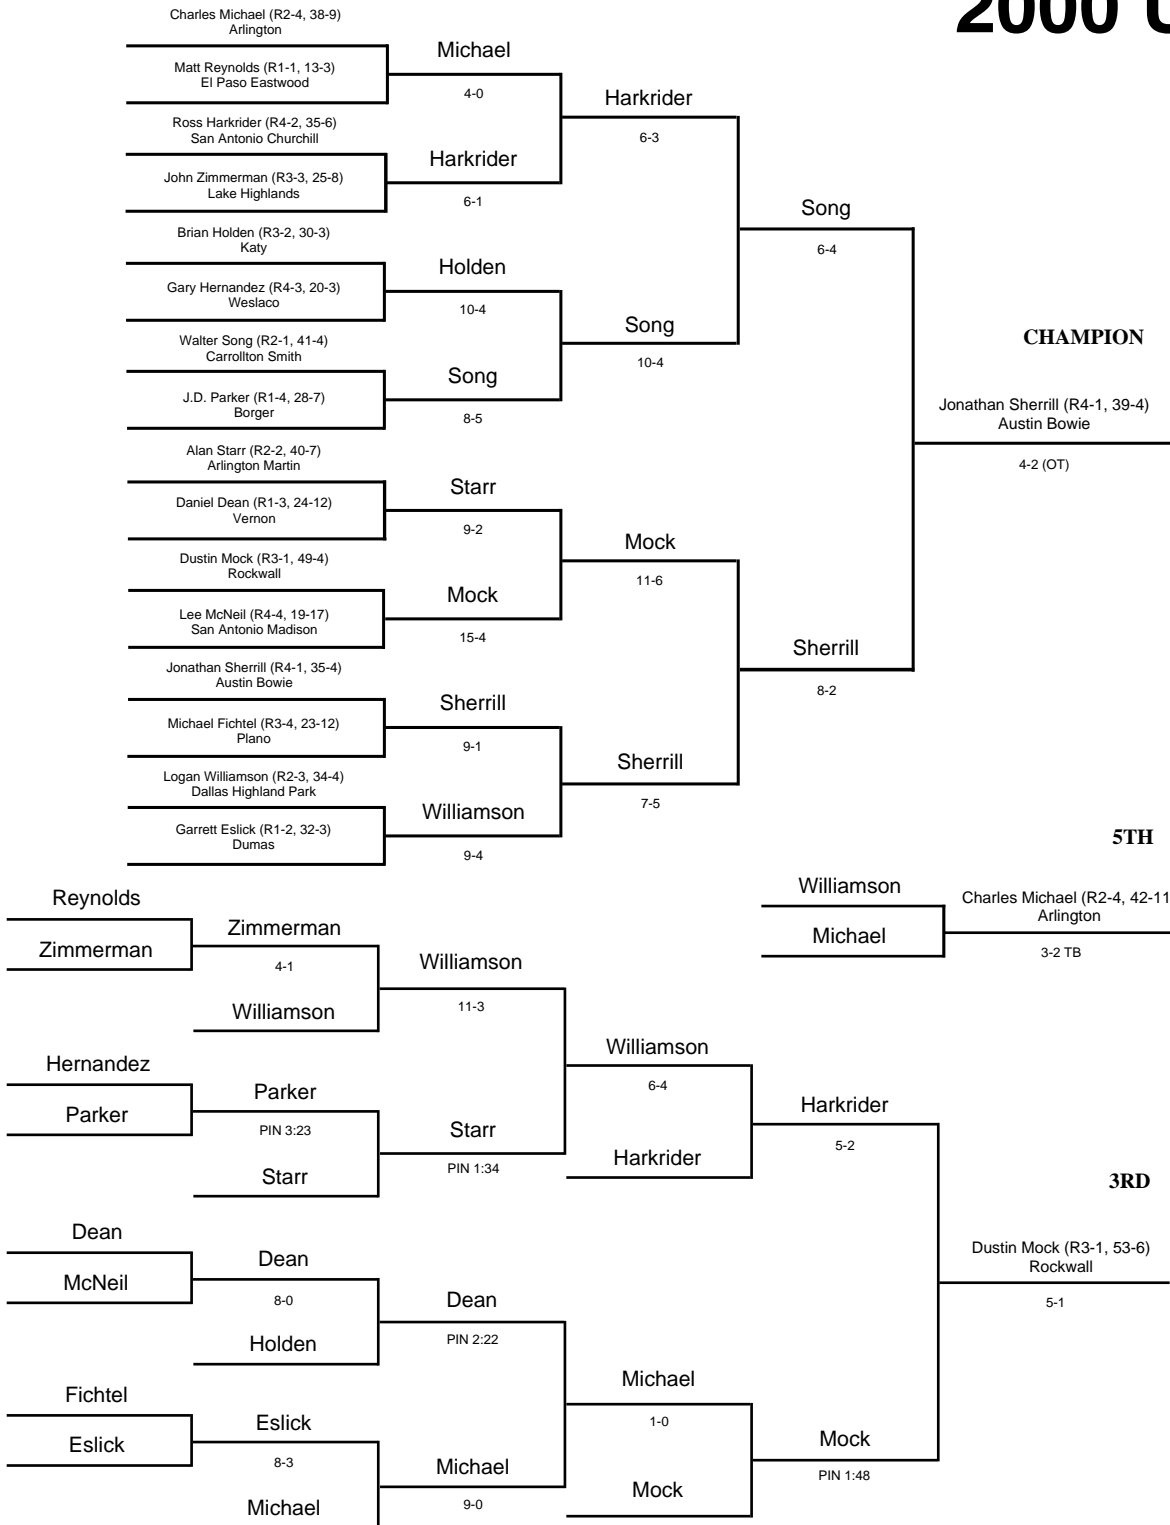 2000 U
Charles Michael (R2-4, 38-9)
Arlington
Matt Reynolds (R1-1, 13-3)
El Paso Eastwood
Ross Harkrider (R4-2, 35-6)
San Antonio Churchill
John Zimmerman (R3-3, 25-8)
Lake Highlands
Brian Holden (R3-2, 30-3)
Katy
Gary Hernandez (R4-3, 20-3)
Weslaco
Walter Song (R2-1, 41-4)
Carrollton Smith
J.D. Parker (R1-4, 28-7)
Borger
Alan Starr (R2-2, 40-7)
Arlington Martin
Daniel Dean (R1-3, 24-12)
Vernon
Dustin Mock (R3-1, 49-4)
Rockwall
Lee McNeil (R4-4, 19-17)
San Antonio Madison
Jonathan Sherrill (R4-1, 35-4)
Austin Bowie
Michael Fichtel (R3-4, 23-12)
Plano
Logan Williamson (R2-3, 34-4)
Dallas Highland Park
Garrett Eslick (R1-2, 32-3)
Dumas
Michael
4-0
Harkrider
6-1
Holden
10-4
Song
8-5
Starr
9-2
Mock
15-4
Sherrill
9-1
Williamson
9-4
Harkrider
6-3
Song
10-4
Mock
11-6
Sherrill
7-5
Song
6-4
Sherrill
8-2
CHAMPION
Jonathan Sherrill (R4-1, 39-4)
Austin Bowie
4-2 (OT)
5TH
Williamson
Michael
Charles Michael (R2-4, 42-11
Arlington
3-2 TB
Reynolds
Zimmerman
Hernandez
Parker
Dean
McNeil
Fichtel
Eslick
Zimmerman
4-1
Williamson
Parker
PIN 3:23
Starr
Dean
8-0
Holden
Eslick
8-3
Michael
Williamson
11-3
Starr
PIN 1:34
Dean
PIN 2:22
Michael
9-0
Williamson
6-4
Harkrider
Michael
1-0
Mock
Harkrider
5-2
Mock
PIN 1:48
3RD
Dustin Mock (R3-1, 53-6)
Rockwall
5-1